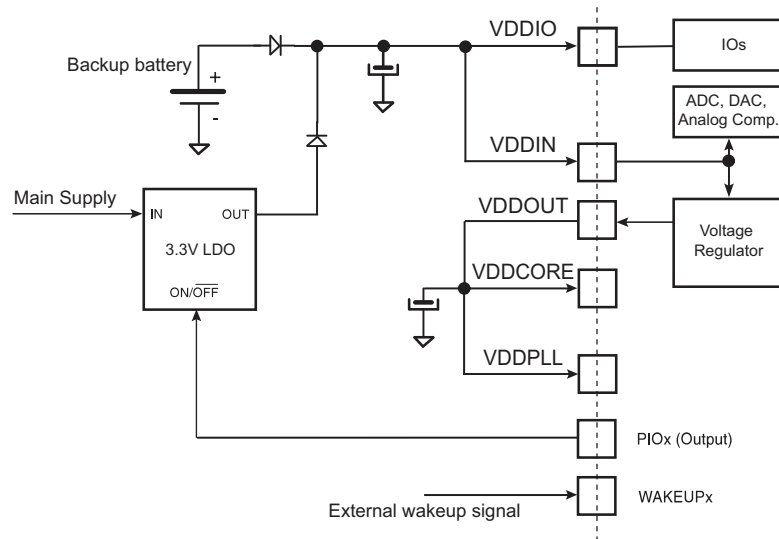 VDDIO
IOs
Backup battery
+
-
ADC, DAC,
Analog Comp.
VDDIN
Main Supply
IN
OUT
3.3V LDO
ON/OFF
VDDOUT
Voltage
Regulator
VDDCORE
VDDPLL
PIOx (Output)
External wakeup signal
WAKEUPx